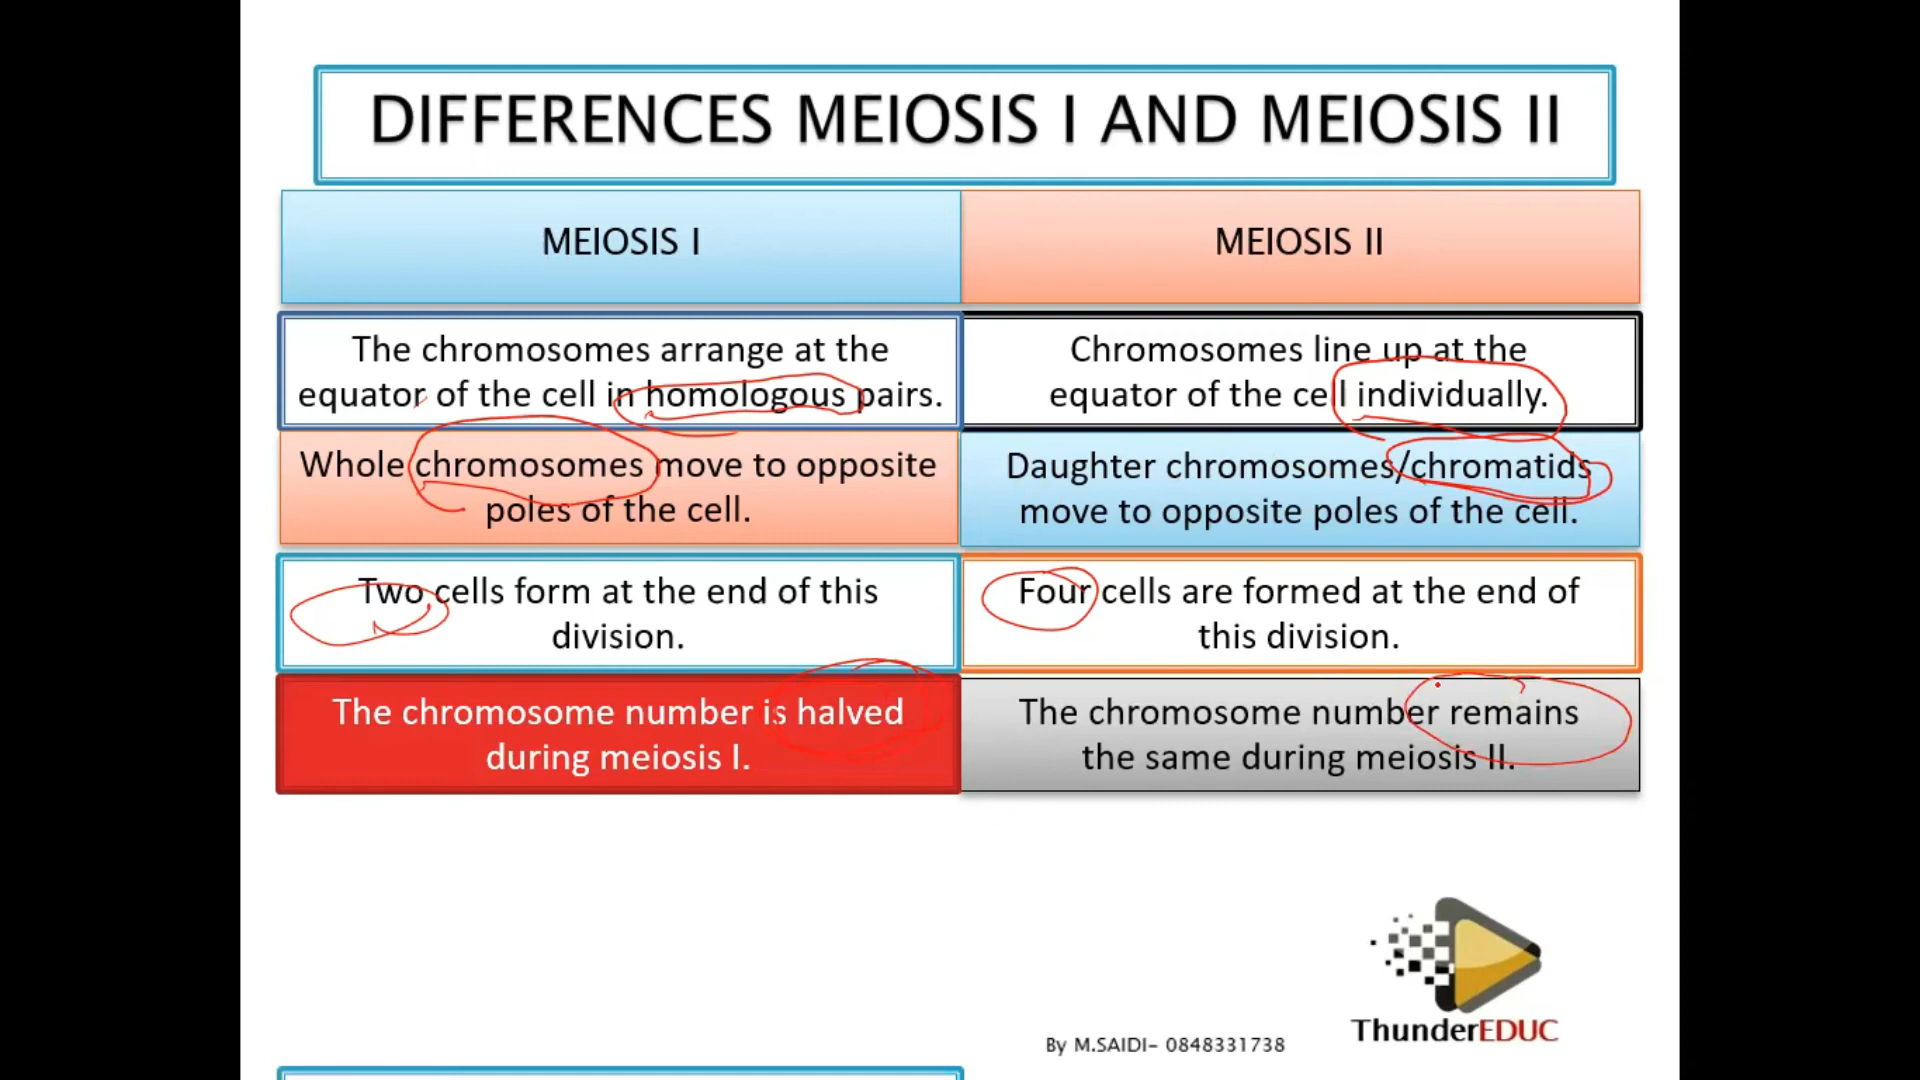 DIFFERENCES MEIOSIS I AND MEIOSIS II
MEIOSIS I
MEIOSIS II
The chromosomes arrange at the
equator of the cell in homologous pairs.
Chromosomes line up at the
equator of the cell individually.
Whole chromosomes move to opposite
poles of the cell.
Daughter chromosomes/chromatids
move to opposite poles of the cell.
Two cells form at the end of this
division.
Four cells are formed at the end of
this division.
The chromosome number is halved
during meiosis I.
The chromosome number remains
the same during meiosis II.
ThunderEDUC
By M.SAIDI- 0848331738